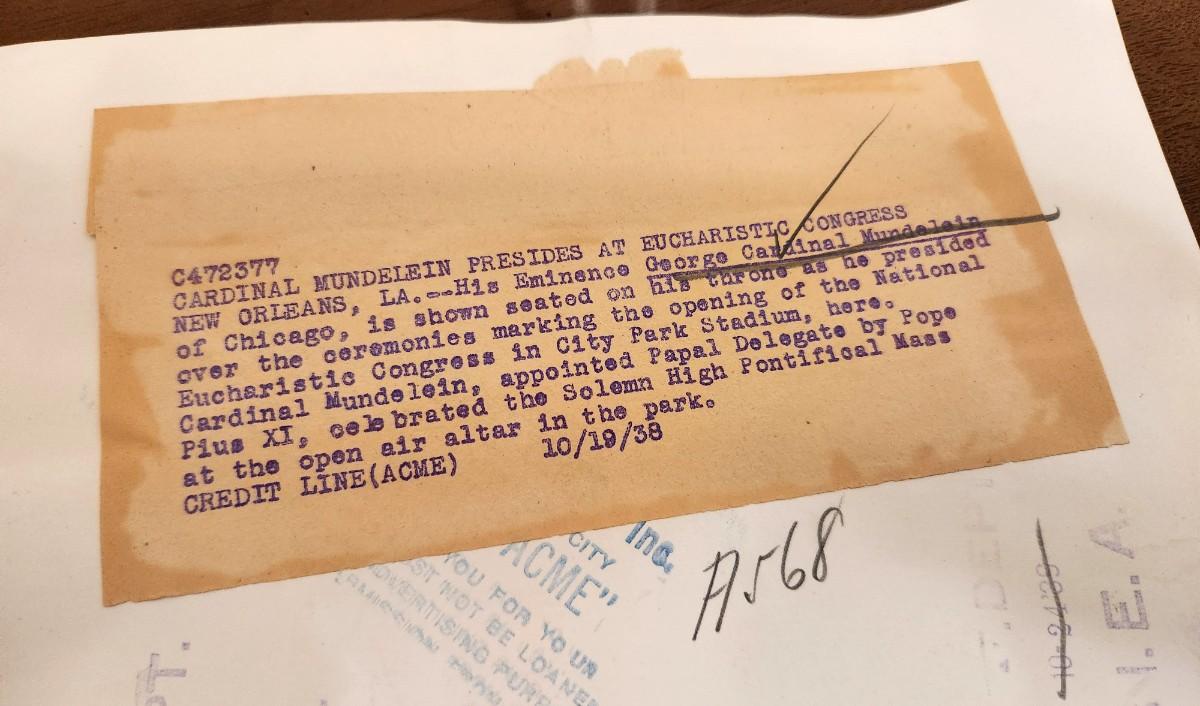 C472377
CARDINAL MUNDELEIN PRESIDES AT EUCHARISTIC CONGRESS
NEW ORLEANS, LA.--His Eminence George Cardinal Mundelein
of Chicago, is shown seated on his throne as he presided
over the ceremonies marking the opening of the National
Eucharistic Congress in City Park Stadium, here.
Cardinal Mundelein, appointed Papal Delegate by Pope
Pius XI, celebrated the Solemn High Pontifical Mass
at the open air altar in the park.
CREDIT LINE(ACME) 10/19/38
Inc.
CITY
ACME"
YOU FOR YOUR
NOT BE LOANED
ADVERTISING
A568
N.E.A.